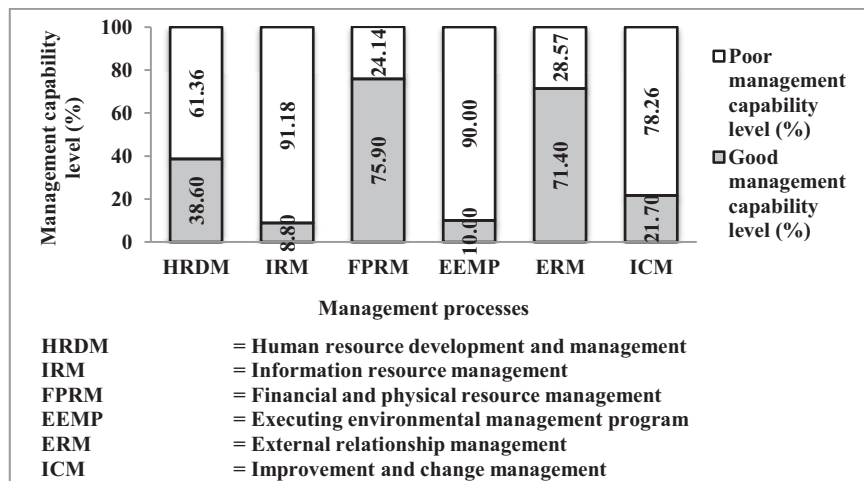 Management capability
level (%)
100
80
60
40
20
0
61.36
38.60
91.18
8.80
24.14
75.90
90.00
10.00
28.57
71.40
78.26
21.70
HRDM IRM FPRM EEMP ERM ICM
Management processes
Poor
management
capability
level (%)
Good
management
capability
level (%)
HRDM = Human resource development and management
IRM = Information resource management
FPRM = Financial and physical resource management
EEMP = Executing environmental management program
ERM = External relationship management
ICM = Improvement and change management